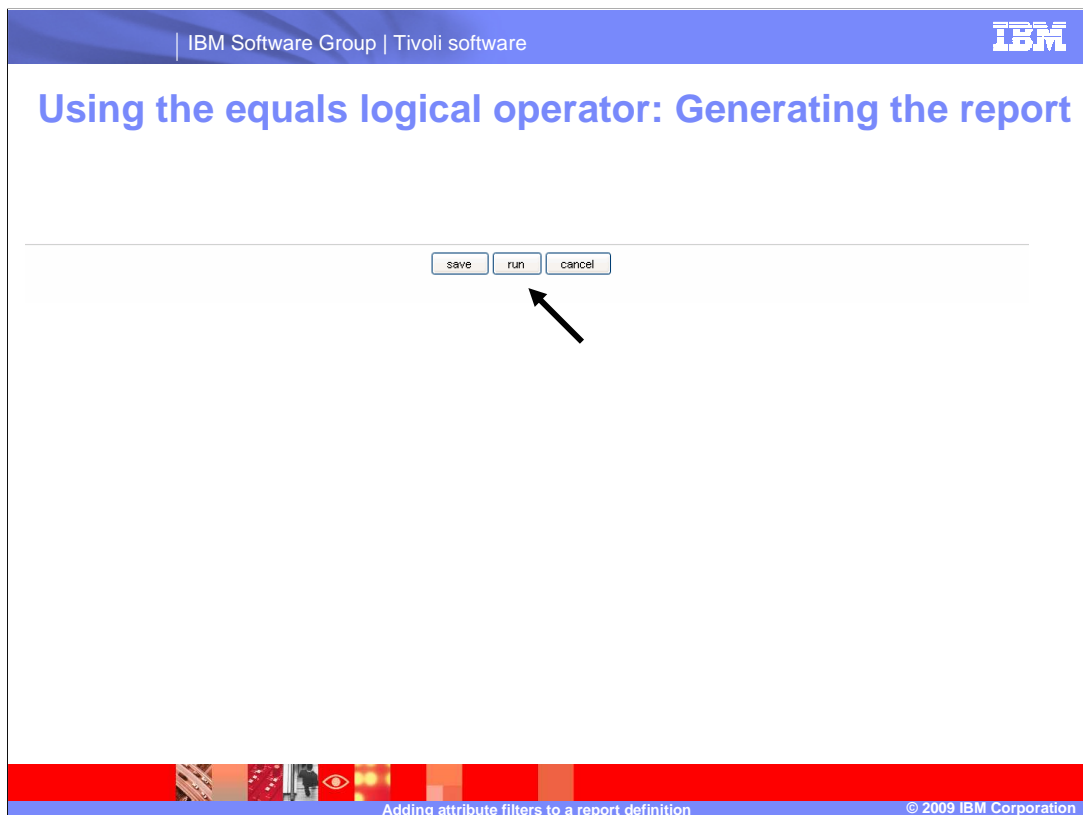 | IBM Software Group | Tivoli software
IBM
Using the equals logical operator: Generating the report
save run cancel
Adding attribute filters to a report definition
© 2009 IBM Corporation